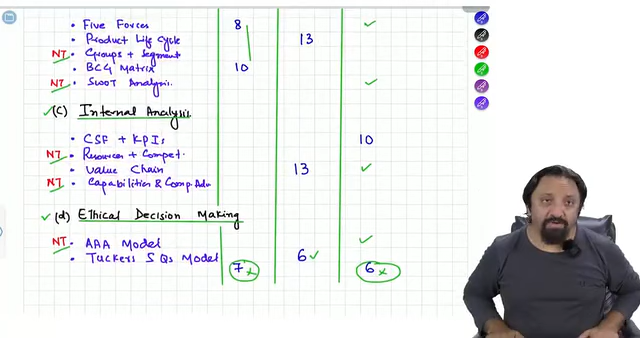 • Five Forces 8 ✓
• Product Life Cycle 13
NT • Groups + Segment
• BCG Matrix 10
NT • SWOT Analysis. ✓
✓ (C) Internal Analysis
• CSF + KPIs 10
NT • Resources + Compet.
• Value Chain 13 ✓
NT • Capabilities & Comp. Adv
✓ (d) Ethical Decision Making
NT • AAA Model ✓
• Tuckers 5 Qs Model 6 ✓
7 x 6 x